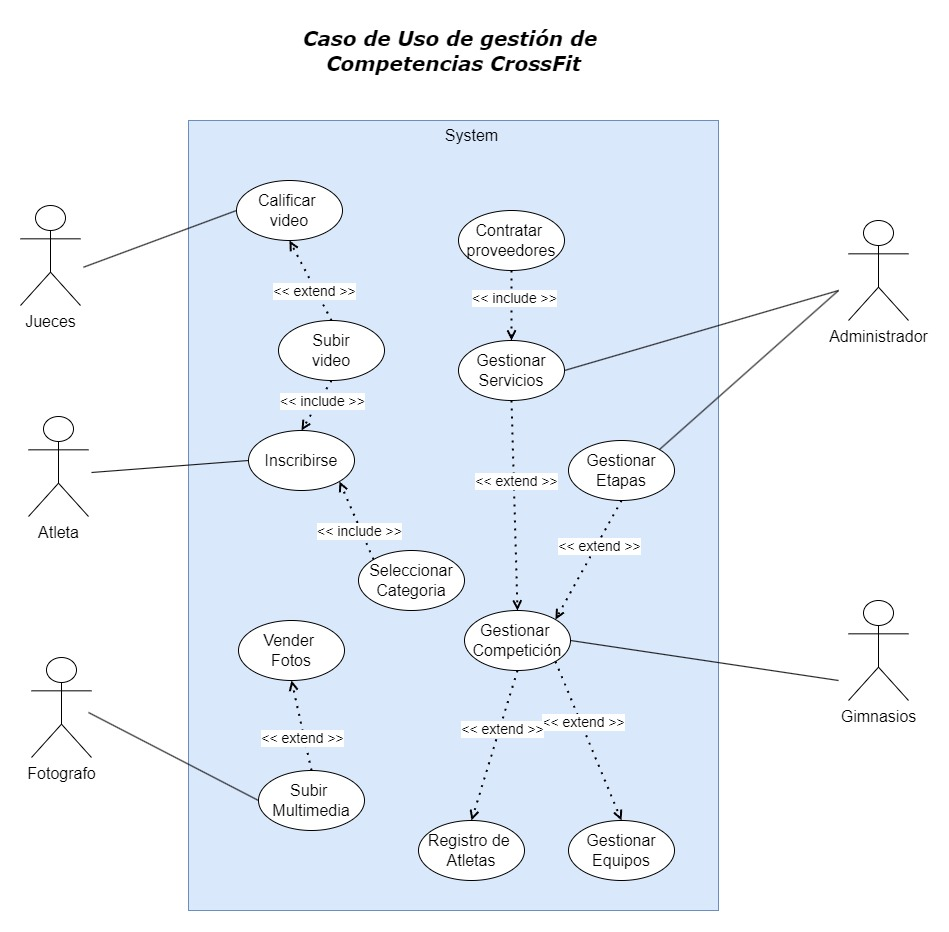 Caso de Uso de gestión de
Competencias CrossFit
System
Calificar
video
Contratar
proveedores
<< extend >>
<< include >>
Jueces
Administrador
Subir
video
Gestionar
Servicios
<< include >>
Inscribirse
Gestionar
Etapas
<< extend >>
Atleta
<< include >>
<< extend >>
Seleccionar
Categoria
Vender
Fotos
Gestionar
Competición
Gimnasios
<< extend >>
<< extend >>
<< extend >>
Fotografo
Subir
Multimedia
Registro de
Atletas
Gestionar
Equipos